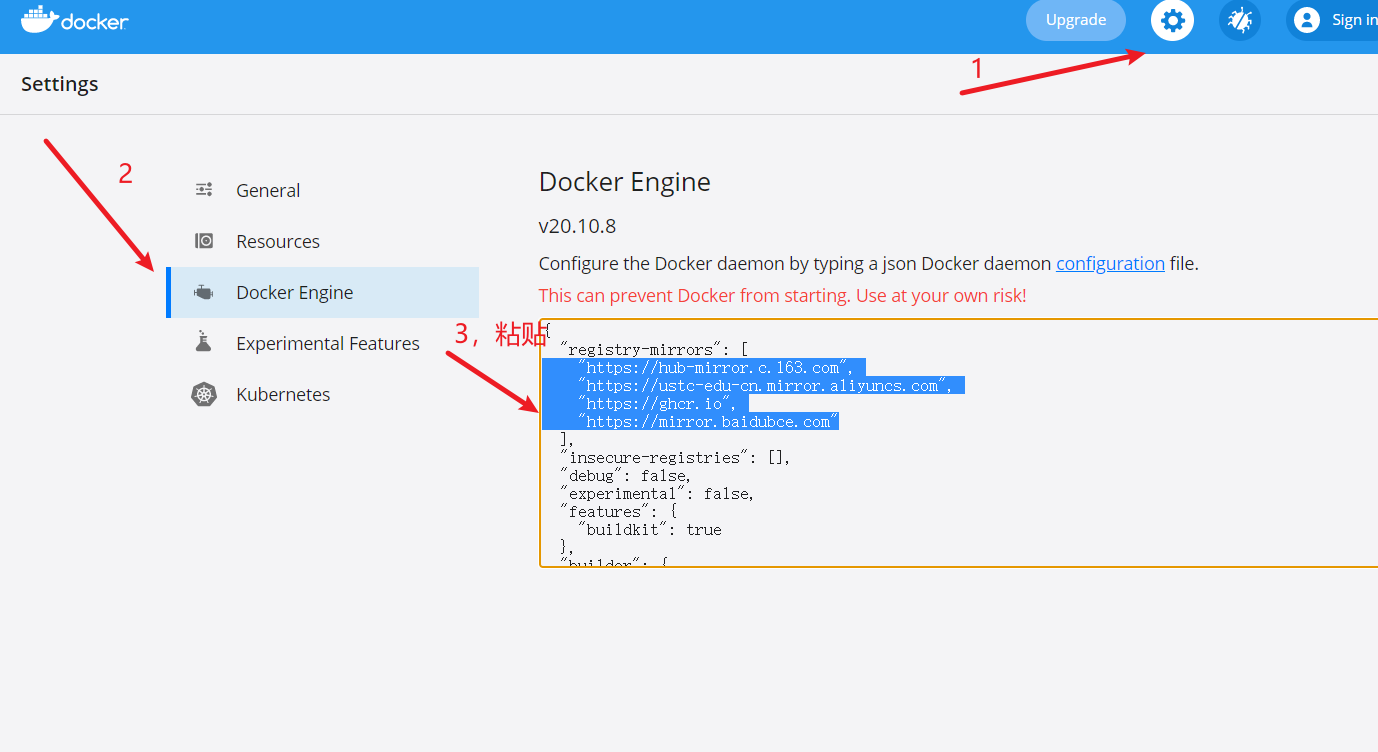 docker
Upgrade
Sign in
1
Settings
2
General
Resources
Docker Engine
Experimental Features
Kubernetes
Docker Engine
v20.10.8
Configure the Docker daemon by typing a json Docker daemon configuration file.
This can prevent Docker from starting. Use at your own risk!
3，粘贴
{
"registry-mirrors": [
"https://hub-mirror.c.163.com",
"https://ustc-edu-cn.mirror.aliyuncs.com",
"https://ghcr.io",
"https://mirror.baidubce.com"
],
"insecure-registries": [],
"debug": false,
"experimental": false,
"features": {
"buildkit": true
},
"builder": {